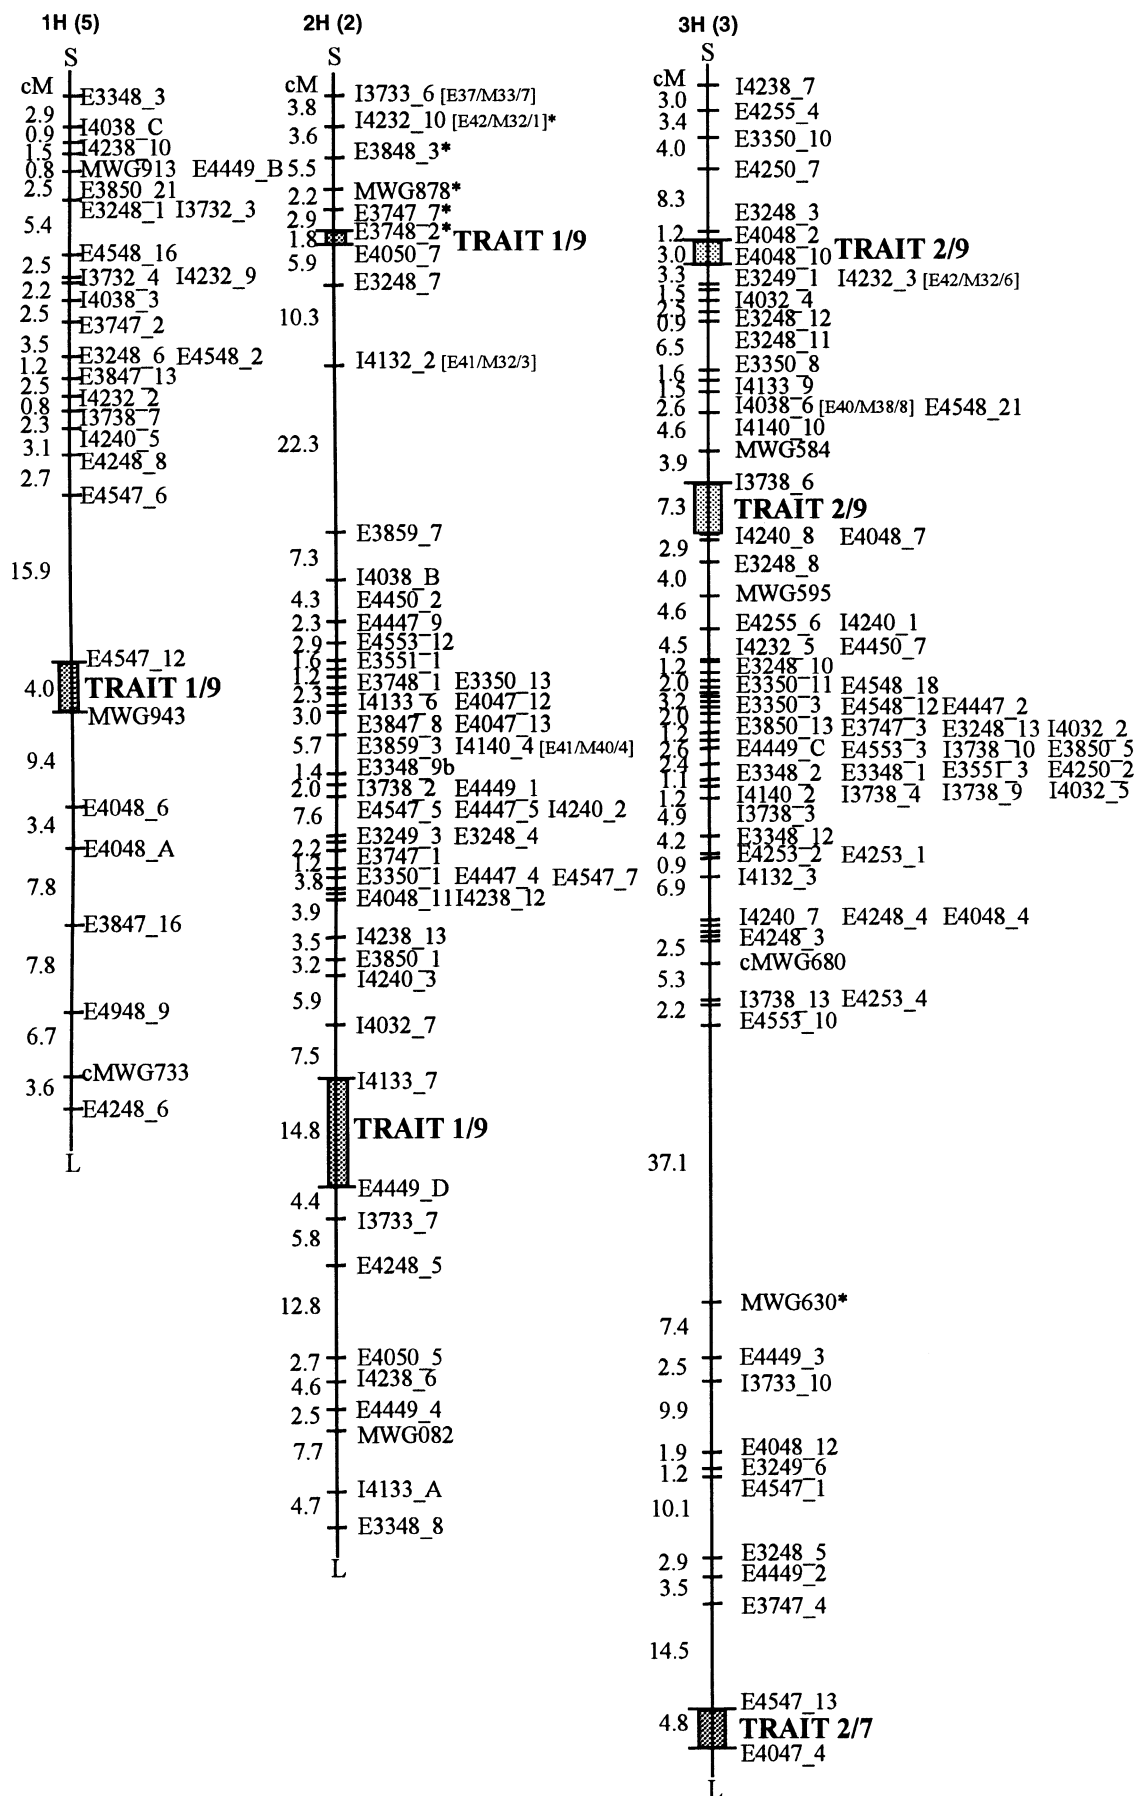 1H (5)
S
cM
E3348_3
2.9
I4038_C
0.9
I4238_10
1.5
MWG913 E4449_B
0.8
E3850_21
2.5
E3248_1 I3732_3
5.4
E4548_16
2.5
I3732_4 I4232_9
2.2
I4038_3
2.5
E3747_2
3.5
E3248_6 E4548_2
1.2
E3847_13
2.5
I4232_2
0.8
I3738_7
2.3
I4240_5
3.1
E4248_8
2.7
E4547_6
15.9
E4547_12
4.0 TRAIT 1/9
MWG943
9.4
E4048_6
3.4
E4048_A
7.8
E3847_16
7.8
E4948_9
6.7
cMWG733
3.6
E4248_6
L
2H (2)
S
cM
I3733_6 [E37/M33/7]
3.8
I4232_10 [E42/M32/1]*
3.6
E3848_3*
5.5
MWG878*
2.2
E3747_7*
2.9
E3748_2*
1.8 TRAIT 1/9
E4050_7
5.9
E3248_7
10.3
I4132_2 [E41/M32/3]
22.3
E3859_7
7.3
I4038_B
4.3
E4450_2
E4447_9
2.3
E4553_12
2.9
E3551_1
1.6
E3748_1 E3350_13
1.2
I4133_6 E4047_12
2.3
E3847_8 E4047_13
3.0
E3859_3 I4140_4 [E41/M40/4]
5.7
E3348_9b
1.4
I3738_2 E4449_1
2.0
E4547_5 E4447_5 I4240_2
7.6
E3249_3 E3248_4
2.2
E3747_1
1.2
E3350_1 E4447_4 E4547_7
3.8
E4048_11 I4238_12
3.9
I4238_13
3.5
E3850_1
3.2
I4240_3
5.9
I4032_7
7.5
I4133_7
14.8 TRAIT 1/9
E4449_D
4.4
I3733_7
5.8
E4248_5
12.8
E4050_5
2.7
I4238_6
4.6
E4449_4
2.5
MWG082
7.7
I4133_A
4.7
E3348_8
L
3H (3)
S
cM
I4238_7
3.0
E4255_4
3.4
E3350_10
4.0
E4250_7
8.3
E3248_3
1.2
E4048_2
3.0 TRAIT 2/9
E4048_10
3.3
E3249_1 I4232_3 [E42/M32/6]
1.5
I4032_4
2.5
E3248_12
0.9
E3248_11
6.5
E3350_8
1.6
I4133_9
1.5
I4038_6 [E40/M38/8] E4548_21
2.6
I4140_10
4.6
MWG584
3.9
I3738_6
7.3 TRAIT 2/9
I4240_8 E4048_7
2.9
E3248_8
4.0
MWG595
4.6
E4255_6 I4240_1
4.5
I4232_5 E4450_7
1.2
E3248_10
2.0
E3350_11 E4548_18
3.2
E3350_3 E4548_12 E4447_2
2.0
E3850_13 E3747_3 E3248_13 I4032_2
1.2
E4449_C E4553_3 I3738_10 E3850_5
2.6
E3348_2 E3348_1 E3551_3 E4250_2
2.4
1.1
I4140_2 I3738_4 I3738_9 I4032_5
1.2
I3738_3
4.9
E3348_12
4.2
E4253_2 E4253_1
0.9
I4132_3
6.9
I4240_7 E4248_4 E4048_4
E4248_3
2.5
cMWG680
5.3
I3738_13 E4253_4
2.2
E4553_10
37.1
MWG630*
7.4
E4449_3
2.5
I3733_10
9.9
E4048_12
1.9
E3249_6
1.2
E4547_1
10.1
E3248_5
2.9
E4449_2
3.5
E3747_4
14.5
E4547_13
4.8 TRAIT 2/7
E4047_4
L